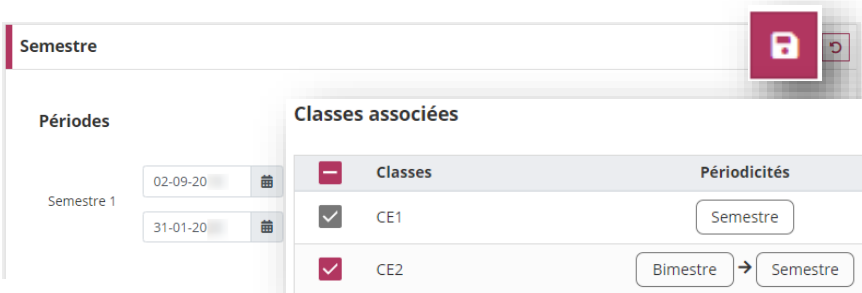 Semestre
Périodes
Semestre 1
02-09-20
31-01-20
Classes associées
Classes Périodicités
CE1 Semestre
CE2 Bimestre → Semestre